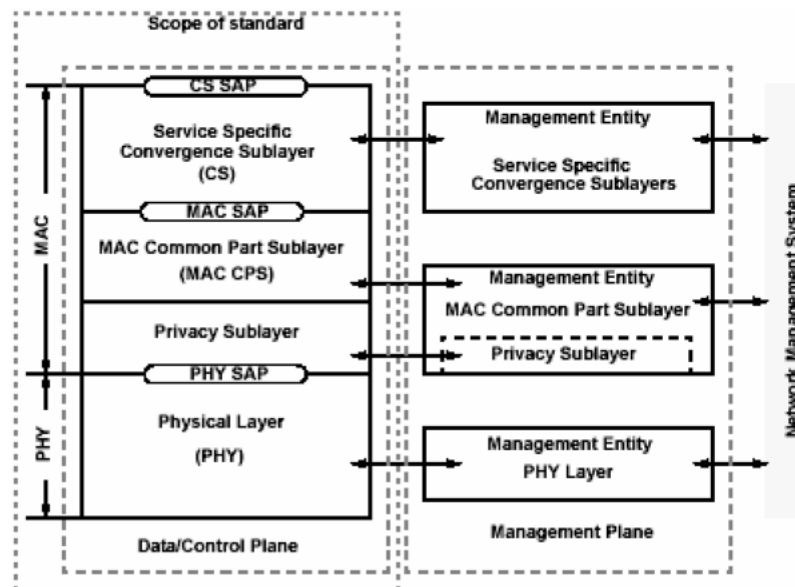 Scope of standard
CS SAP
Service Specific
Convergence Sublayer
(CS)
MAC SAP
MAC Common Part Sublayer
(MAC CPS)
Privacy Sublayer
PHY SAP
Physical Layer
(PHY)
Data/Control Plane
MAC
PHY
Management Entity
Service Specific
Convergence Sublayers
Management Entity
MAC Common Part Sublayer
Privacy Sublayer
Management Entity
PHY Layer
Management Plane
Network Management System